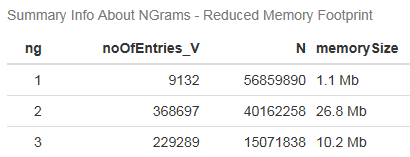 Summary Info About NGrams - Reduced Memory Footprint
ng noOfEntries_V N memorySize
1 9132 56859890 1.1 Mb
2 368697 40162258 26.8 Mb
3 229289 15071838 10.2 Mb